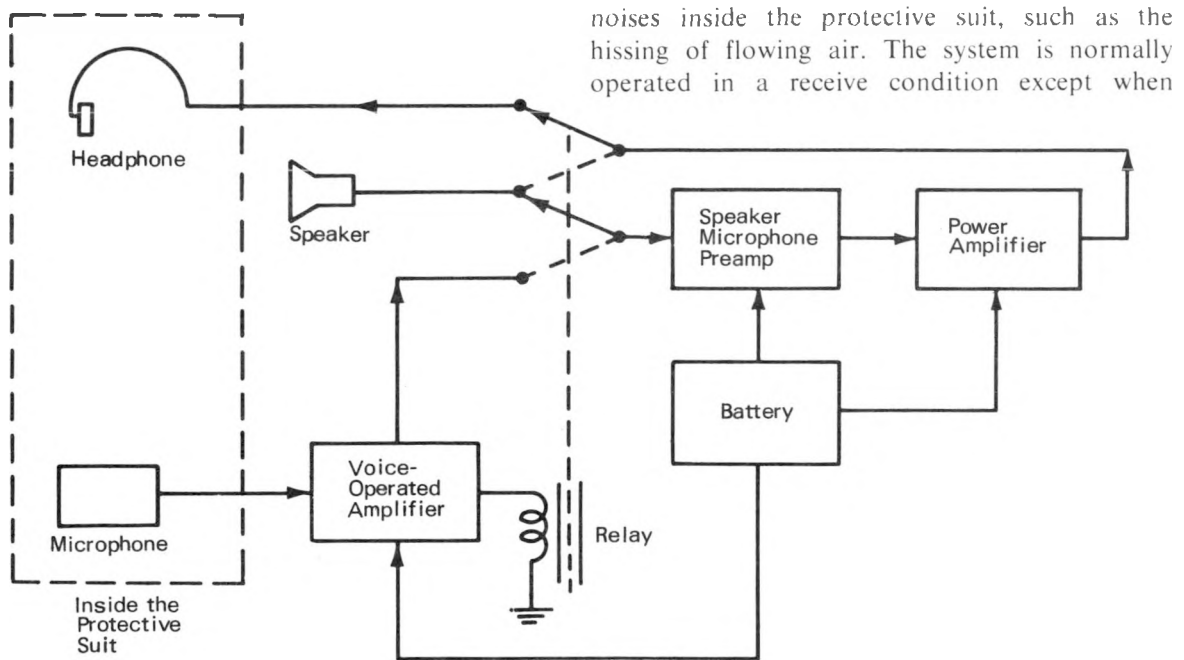 noises inside the protective suit, such as the
hissing of flowing air. The system is normally
operated in a receive condition except when
Headphone
Speaker
Speaker
Microphone
Preamp
Power
Amplifier
Battery
Voice-
Operated
Amplifier
Relay
Microphone
Inside the
Protective
Suit